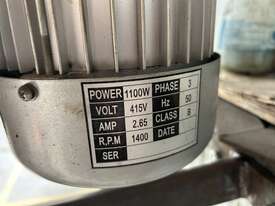 POWER 1100W PHASE 3
VOLT 415V Hz 50
AMP 2.65 CLASS B
R.P.M 1400 DATE
SER